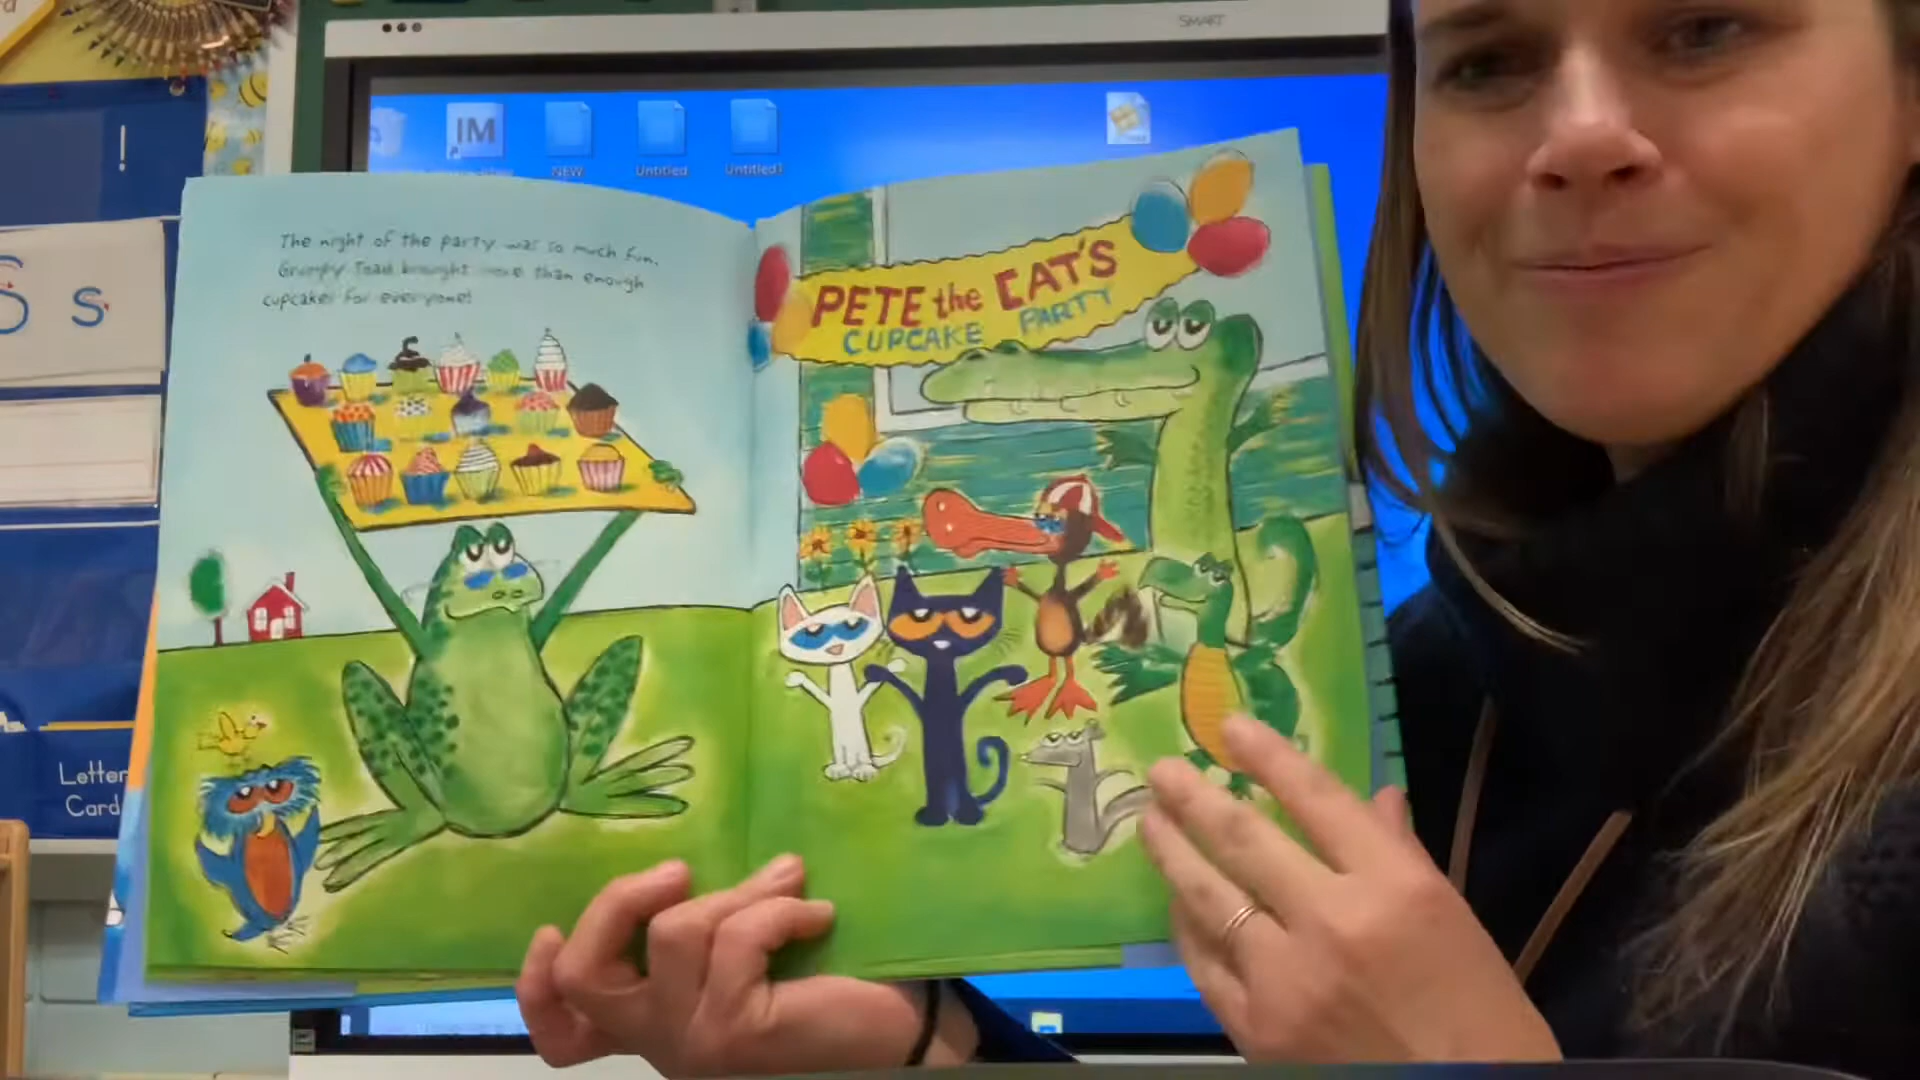 SMART
IM
NEW
Untitled
Untitled1
!
S s
Letter
Card
The night of the party was so much fun.
Grumpy Toad brought more than enough
cupcakes for everyone!
PETE the CAT'S
CUPCAKE PARTY